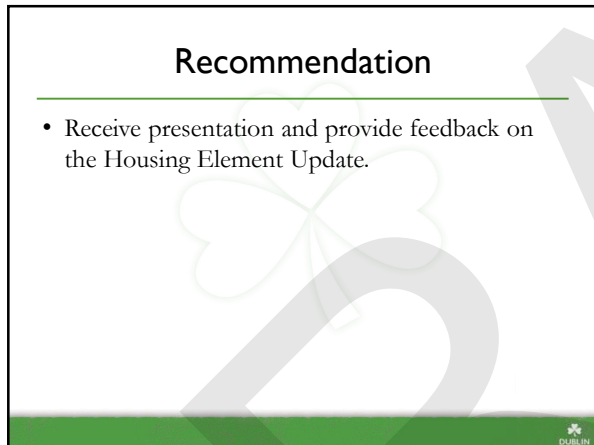 Recommendation
• Receive presentation and provide feedback on
the Housing Element Update.
DUBLIN